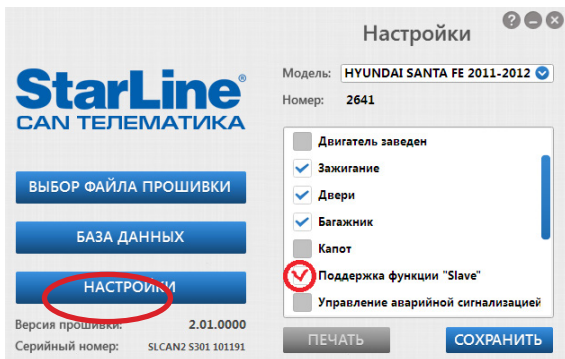 Настройки
StarLine®
CAN ТЕЛЕМАТИКА
ВЫБОР ФАЙЛА ПРОШИВКИ
БАЗА ДАННЫХ
НАСТРОЙКИ
Версия прошивки: 2.01.0000
Серийный номер: SLCAN2 S301 101191
Модель: HYUNDAI SANTA FE 2011-2012
Номер: 2641
Двигатель заведен
Зажигание
Двери
Багажник
Капот
Поддержка функции "Slave"
Управление аварийной сигнализацией
ПЕЧАТЬ
СОХРАНИТЬ